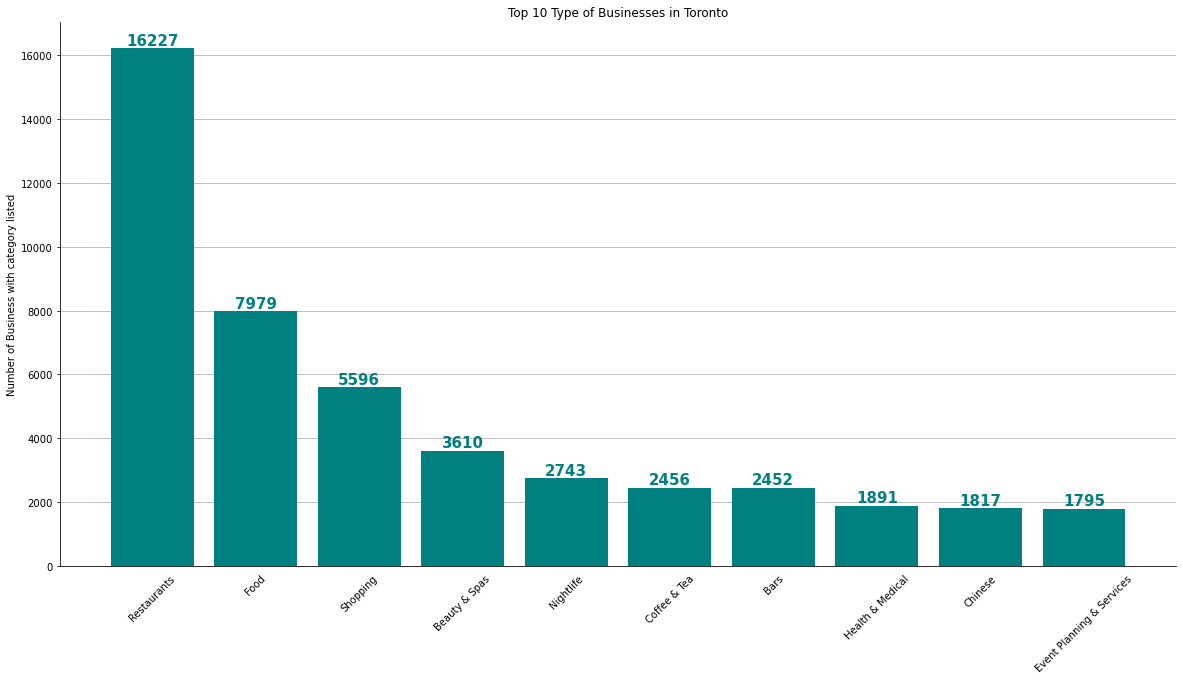 Top 10 Type of Businesses in Toronto
Number of Business with category listed
16000
14000
12000
10000
8000
6000
4000
2000
0
16227
7979
5596
3610
2743
2456
2452
1891
1817
1795
Restaurants
Food
Shopping
Beauty & Spas
Nightlife
Coffee & Tea
Bars
Health & Medical
Chinese
Event Planning & Services